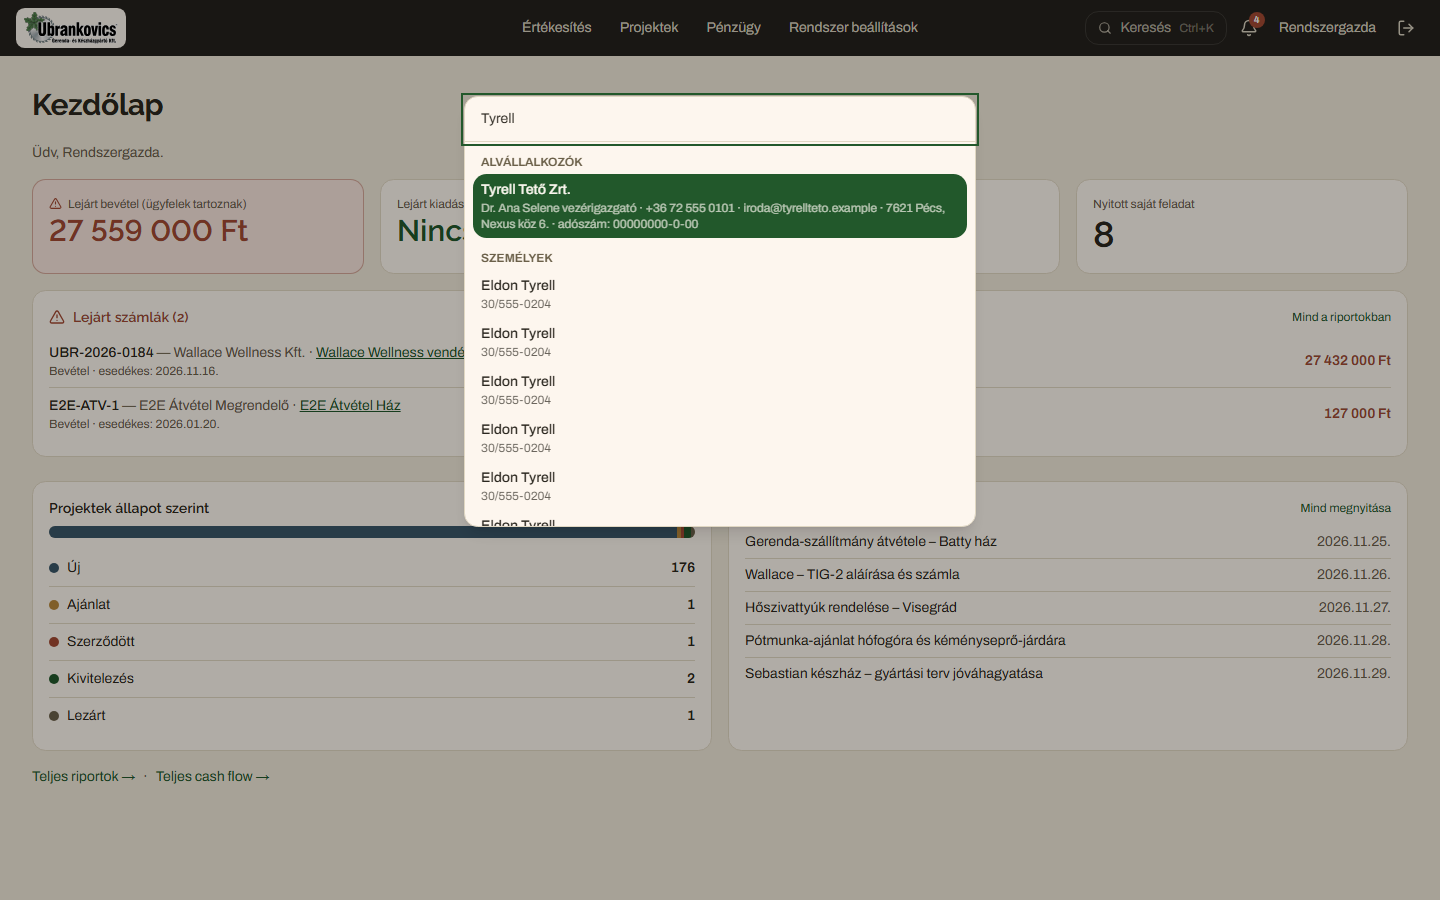 Ubrankovics
Gerenda- és Készházgyártó Kft.
Értékesítés
Projektek
Pénzügy
Rendszer beállítások
Keresés Ctrl+K
4
Rendszergazda
Kezdőlap
Üdv, Rendszergazda.
Tyrell
ALVÁLLALKOZÓK
Tyrell Tető Zrt.
Dr. Ana Selene vezérigazgató · +36 72 555 0101 · iroda@tyrellteto.example · 7621 Pécs,
Nexus köz 6. · adószám: 00000000-0-00
SZEMÉLYEK
Eldon Tyrell
30/555-0204
Eldon Tyrell
30/555-0204
Eldon Tyrell
30/555-0204
Eldon Tyrell
30/555-0204
Eldon Tyrell
30/555-0204
Eldon Tyrell
Lejárt bevétel (ügyfelek tartoznak)
27 559 000 Ft
Lejárt kiadás
Ninc
Nyitott saját feladat
8
Lejárt számlák (2)
Mind a riportokban
UBR-2026-0184 — Wallace Wellness Kft. · Wallace Wellness vendé
Bevétel · esedékes: 2026.11.16.
27 432 000 Ft
E2E-ATV-1 — E2E Átvétel Megrendelő · E2E Átvétel Ház
Bevétel · esedékes: 2026.01.20.
127 000 Ft
Projektek állapot szerint
Új 176
Ajánlat 1
Szerződött 1
Kivitelezés 2
Lezárt 1
Mind megnyitása
Gerenda-szállítmány átvétele – Batty ház 2026.11.25.
Wallace – TIG-2 aláírása és számla 2026.11.26.
Hőszivattyúk rendelése – Visegrád 2026.11.27.
Pótmunka-ajánlat hófogóra és kéményseprő-járdára 2026.11.28.
Sebastian készház – gyártási terv jóváhagyatása 2026.11.29.
Teljes riportok → · Teljes cash flow →